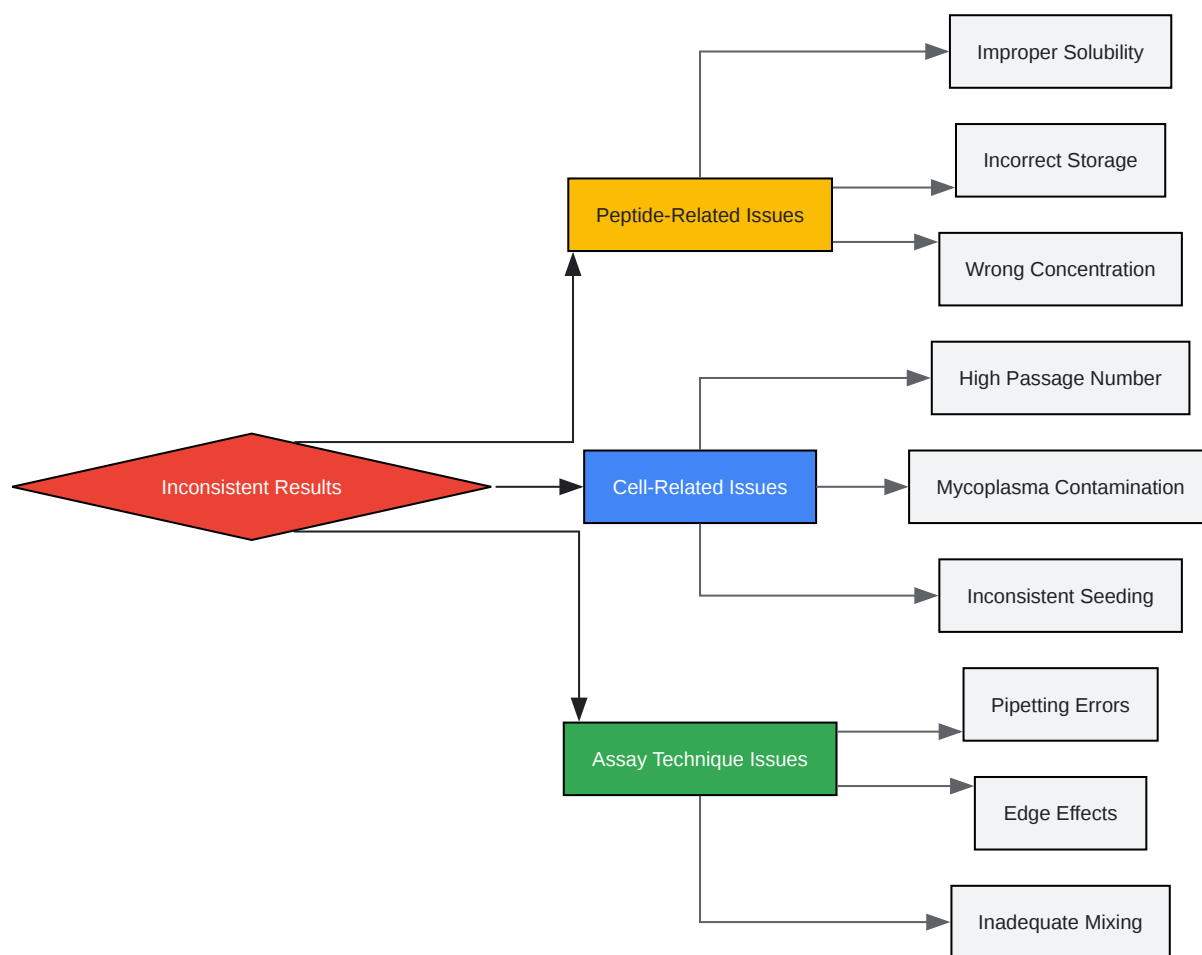 Inconsistent Results
Peptide-Related Issues
Improper Solubility
Incorrect Storage
Wrong Concentration
Cell-Related Issues
High Passage Number
Mycoplasma Contamination
Inconsistent Seeding
Assay Technique Issues
Pipetting Errors
Edge Effects
Inadequate Mixing